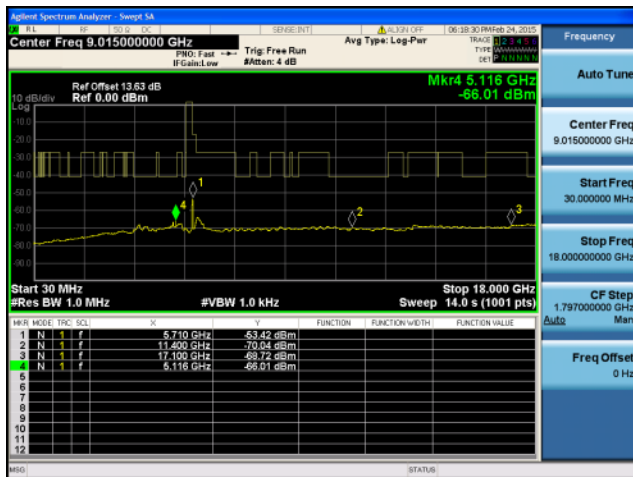 Agilent Spectrum Analyzer - Swept SA
RL RF 50 Ω DC SENSE:INT ALIGN OFF 06:18:30 PM Feb 24, 2015
Center Freq 9.015000000 GHz
PNO: Fast
IFGain:Low
Trig: Free Run
#Atten: 4 dB
Avg Type: Log-Pwr
TRACE 1 2 3 4 5 6
TYPE
DET P N N N N N
Mkr4 5.116 GHz
-66.01 dBm
Ref Offset 13.63 dB
Ref 0.00 dBm
10 dB/div
Log
-10.0
-20.0
-30.0
-40.0
-50.0
-60.0
-70.0
-80.0
-90.0
1
4
2
3
Start 30 MHz
Stop 18.000 GHz
#Res BW 1.0 MHz
#VBW 1.0 kHz
Sweep 14.0 s (1001 pts)
MKR MODE TRC SCL X Y FUNCTION FUNCTION WIDTH FUNCTION VALUE
1 N 1 f 5.710 GHz -53.42 dBm
2 N 1 f 11.400 GHz -70.04 dBm
3 N 1 f 17.100 GHz -68.72 dBm
4 N 1 f 5.116 GHz -66.01 dBm
5
6
7
8
9
10
11
12
MSG
STATUS
Frequency
Auto Tune
Center Freq
9.015000000 GHz
Start Freq
30.000000 MHz
Stop Freq
18.000000000 GHz
CF Step
1.797000000 GHz
Auto Man
Freq Offset
0 Hz